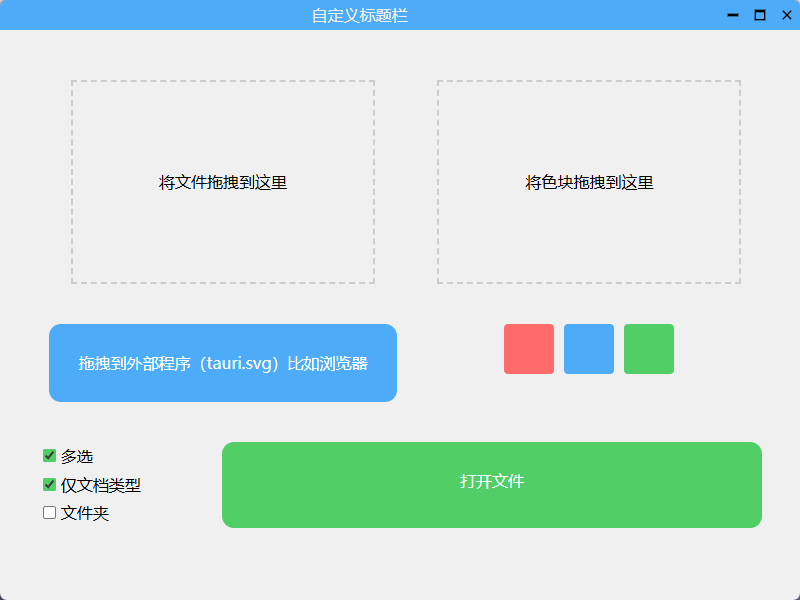 自定义标题栏
将文件拖拽到这里
将色块拖拽到这里
拖拽到外部程序（tauri.svg）比如浏览器
多选
仅文档类型
文件夹
打开文件